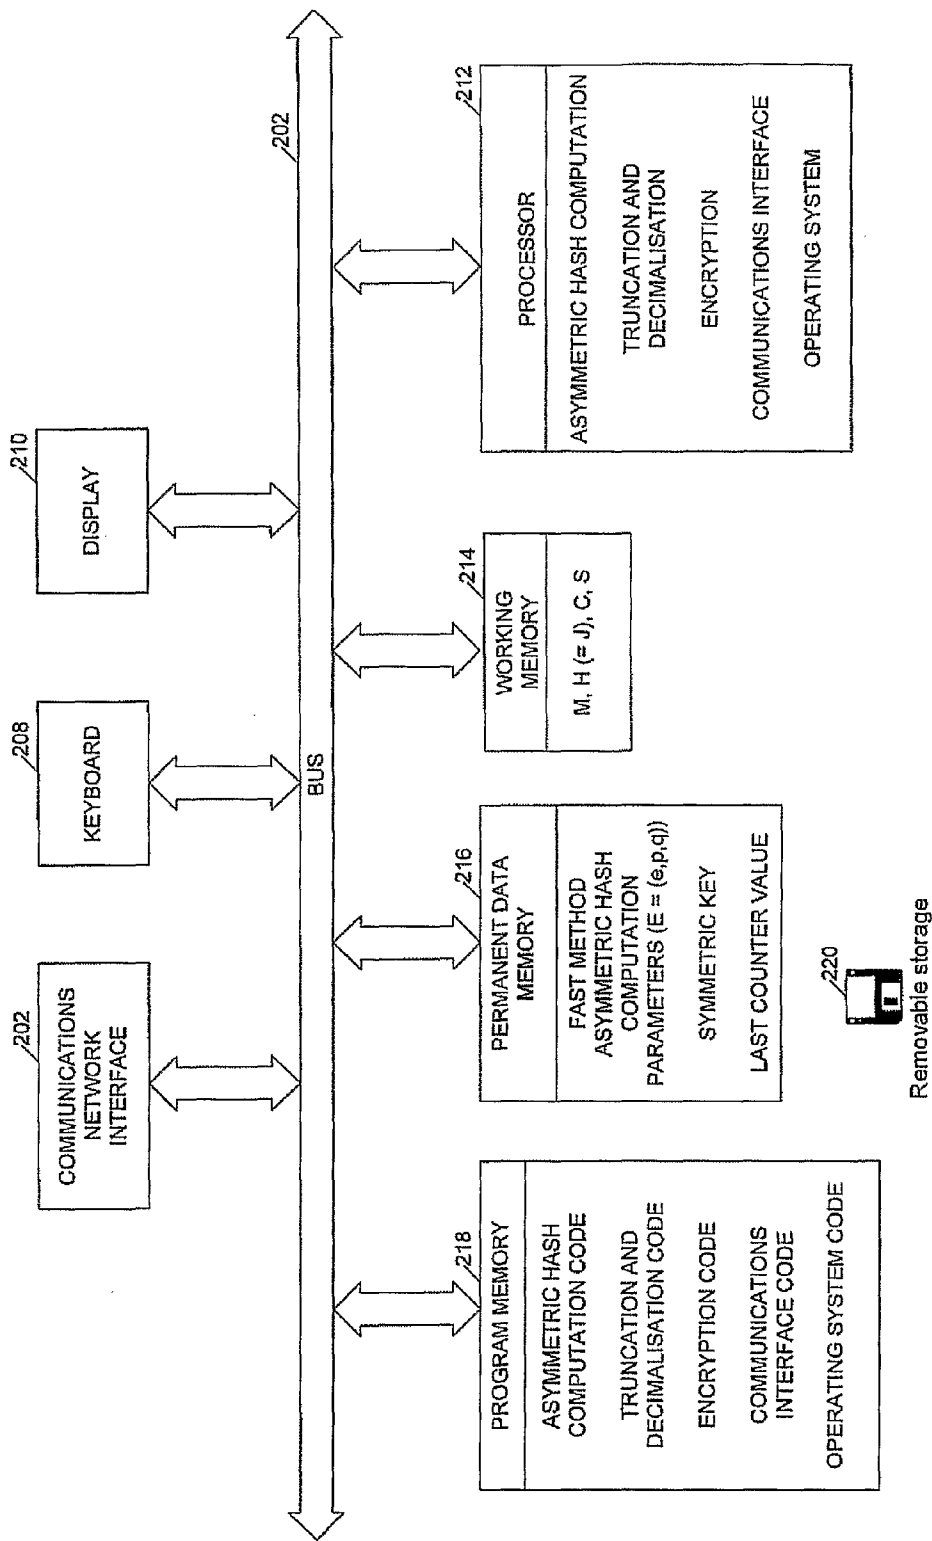 202
COMMUNICATIONS
NETWORK
INTERFACE
208
KEYBOARD
210
DISPLAY
202
BUS
218
PROGRAM MEMORY
ASYMMETRIC HASH
COMPUTATION CODE
TRUNCATION AND
DECIMALISATION CODE
ENCRYPTION CODE
COMMUNICATIONS
INTERFACE CODE
OPERATING SYSTEM CODE
216
PERMANENT DATA
MEMORY
FAST METHOD
ASYMMETRIC HASH
COMPUTATION
PARAMETERS (E = (e,p,q))
SYMMETRIC KEY
LAST COUNTER VALUE
220
Removable storage
214
WORKING
MEMORY
M, H (= J), C, S
212
PROCESSOR
ASYMMETRIC HASH COMPUTATION
TRUNCATION AND
DECIMALISATION
ENCRYPTION
COMMUNICATIONS INTERFACE
OPERATING SYSTEM